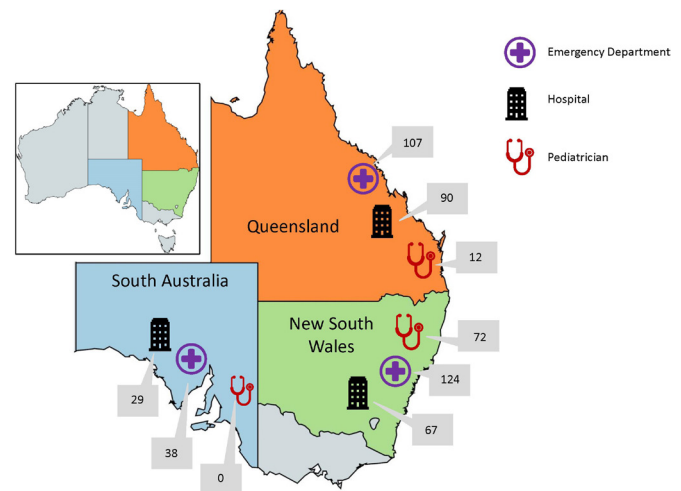 Emergency Department
Hospital
Pediatrician
107
90
Queensland
12
South Australia
New South
Wales
72
124
29
67
38
0